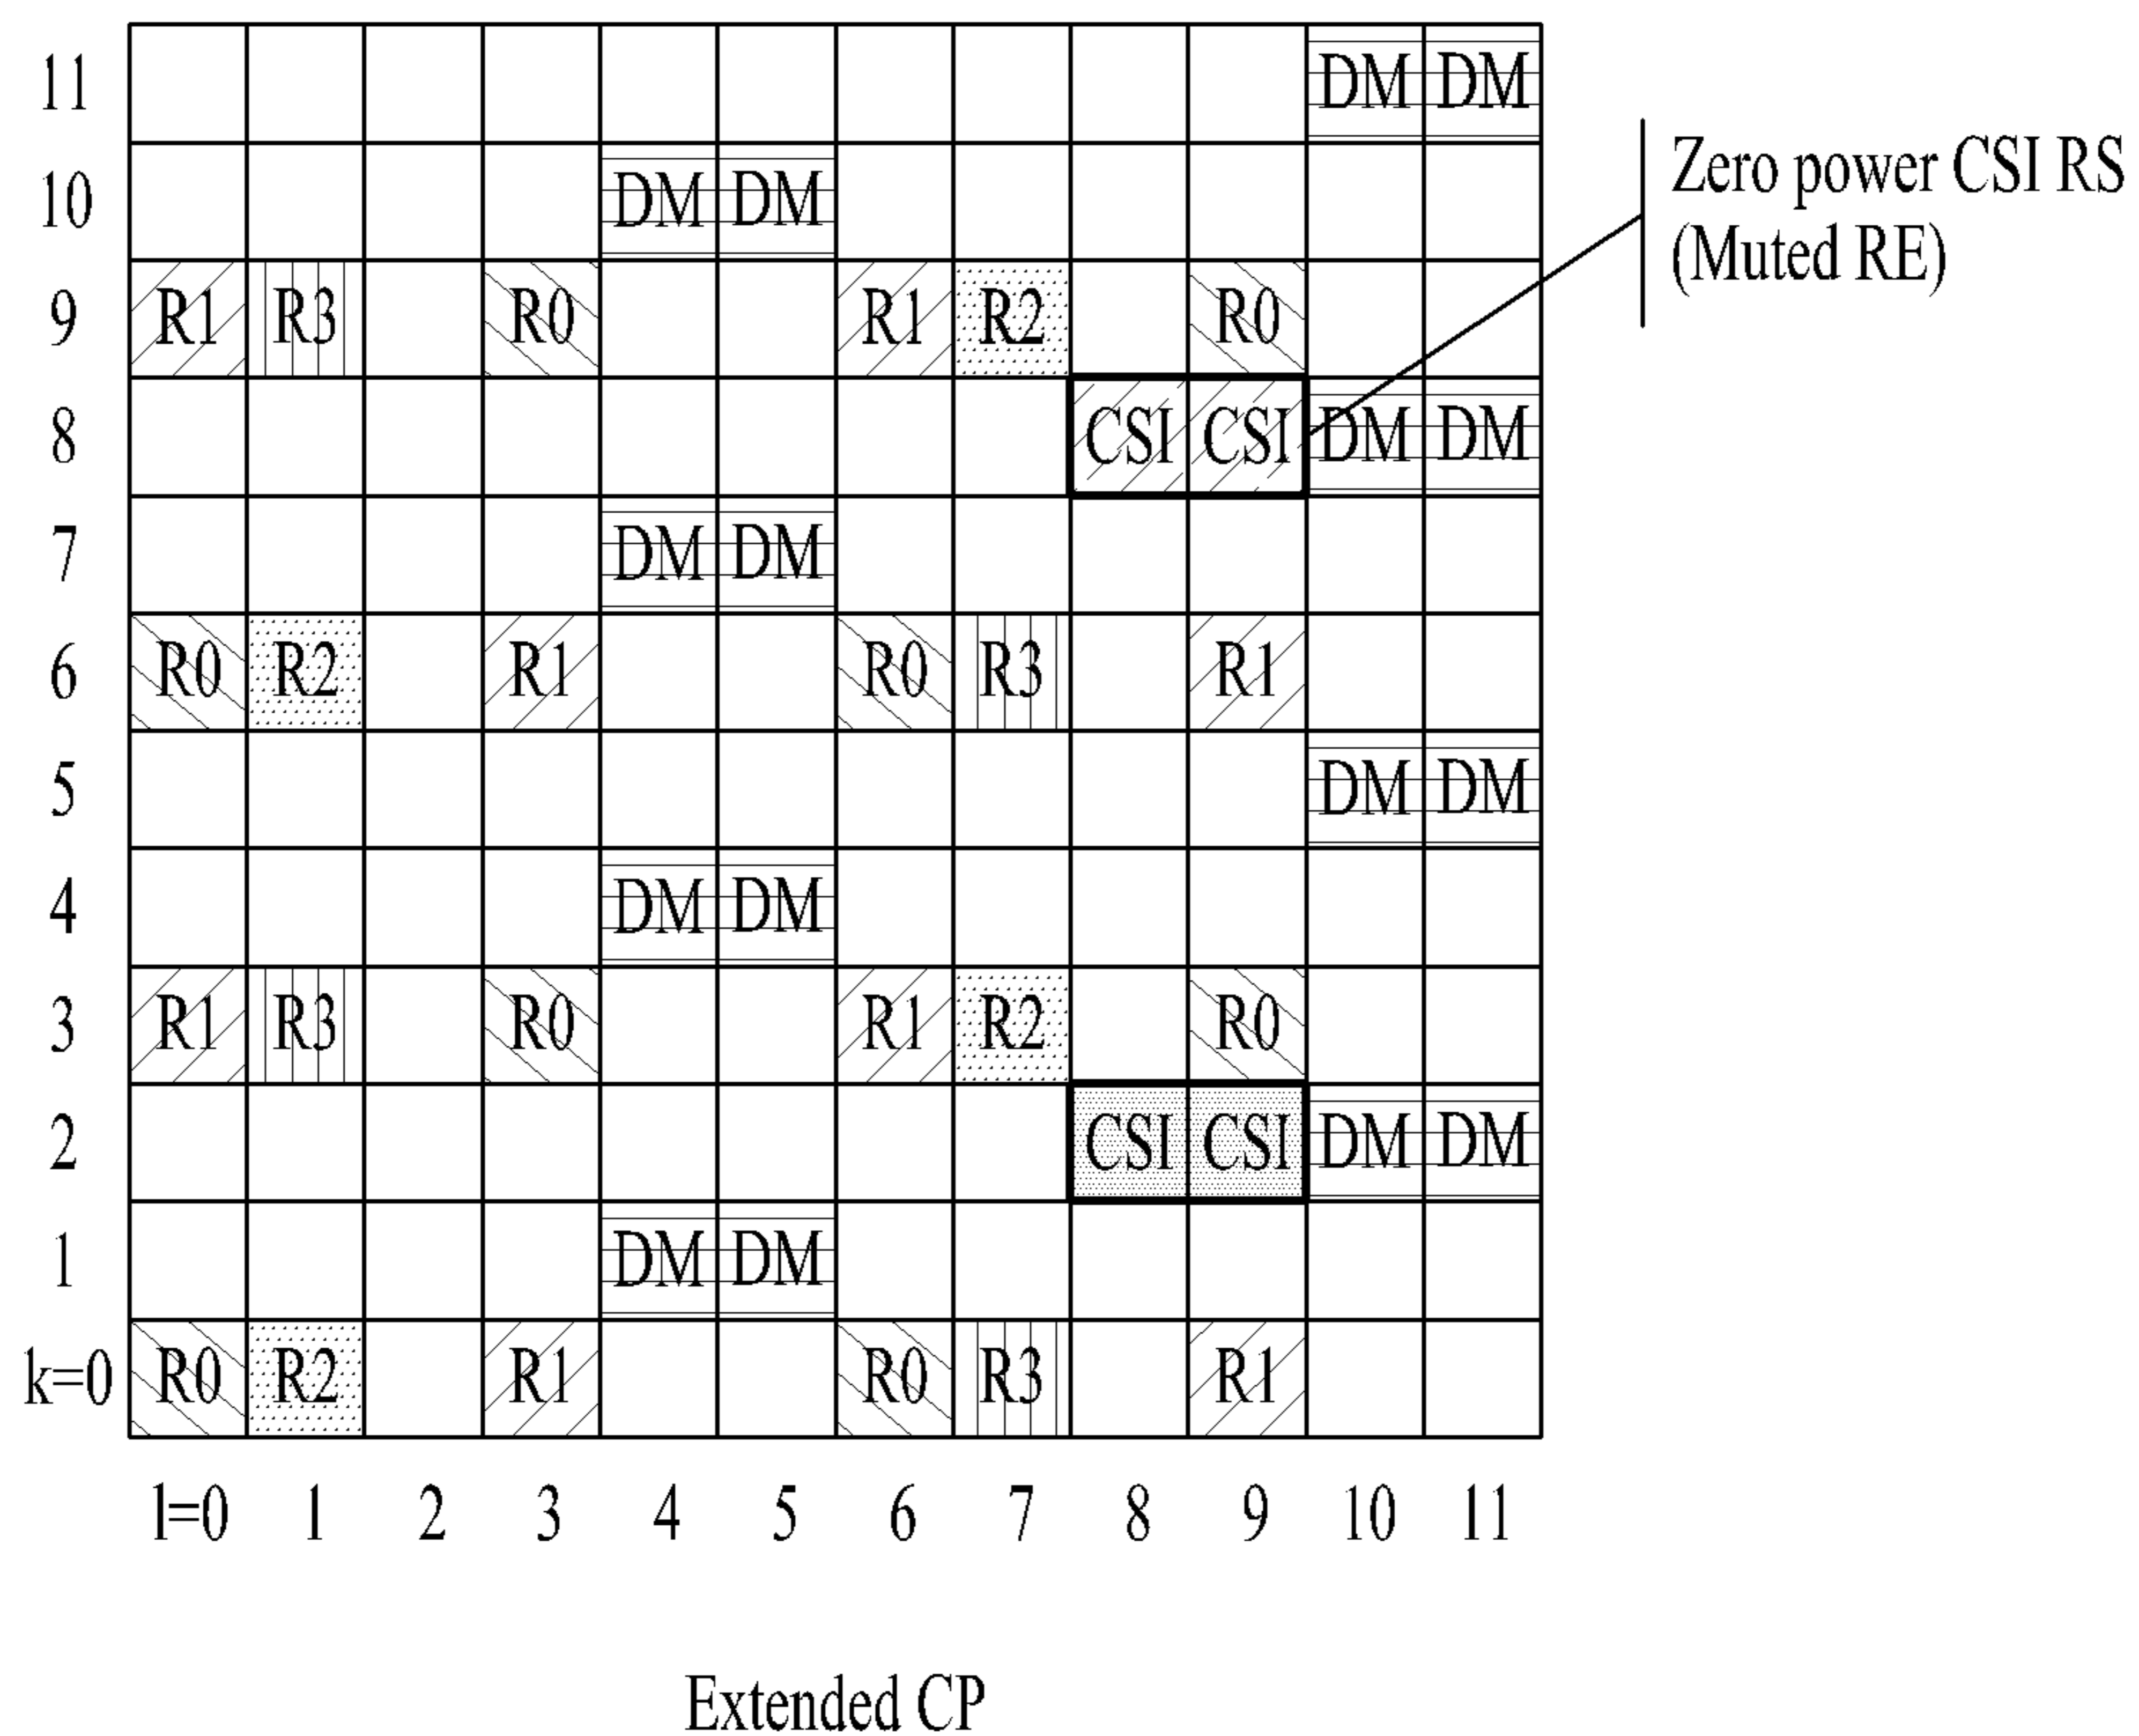 11 DM DM
10 DM DM
Zero power CSI RS
(Muted RE)
9 R1 R3 R0 R1 R2 R0
8 CSI CSI DM DM
7 DM DM
6 R0 R2 R1 R0 R3 R1
5 DM DM
4 DM DM
3 R1 R3 R0 R1 R2 R0
2 CSI CSI DM DM
1 DM DM
k=0 R0 R2 R1 R0 R3 R1
l=0 1 2 3 4 5 6 7 8 9 10 11
Extended CP